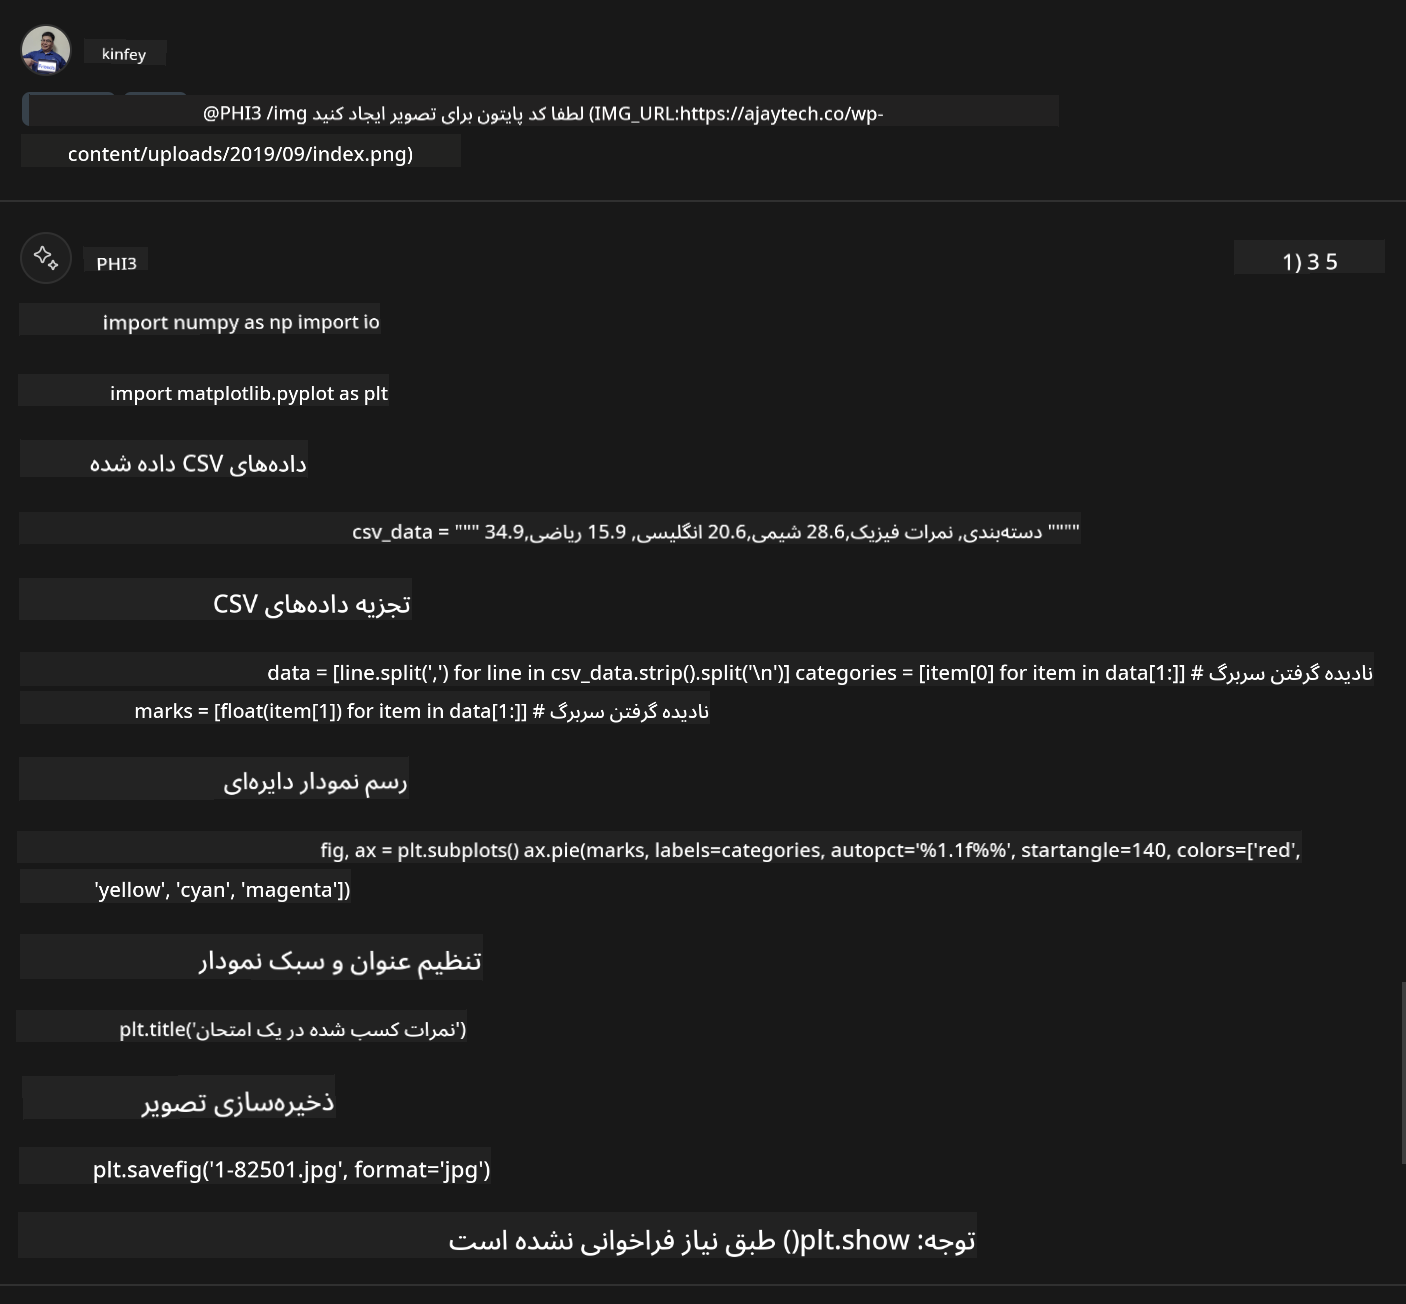 kinfey
@PHI3 /img لطفا کد پایتون برای تصویر ایجاد کنید (IMG_URL:https://ajaytech.co/wp-
content/uploads/2019/09/index.png)
PHI3
1) 3 5
import numpy as np import io
import matplotlib.pyplot as plt
داده‌های CSV داده شده
csv_data = """ دسته‌بندی, نمرات فیزیک,28.6 شیمی,20.6 انگلیسی, 15.9 ریاضی,34.9 """"
تجزیه داده‌های CSV
data = [line.split(',') for line in csv_data.strip().split('\n')] categories = [item[0] for item in data[1:]] # نادیده گرفتن سربرگ
marks = [float(item[1]) for item in data[1:]] # نادیده گرفتن سربرگ
رسم نمودار دایره‌ای
fig, ax = plt.subplots() ax.pie(marks, labels=categories, autopct='%1.1f%%', startangle=140, colors=['red',
'yellow', 'cyan', 'magenta'])
تنظیم عنوان و سبک نمودار
plt.title('نمرات کسب شده در یک امتحان')
ذخیره‌سازی تصویر
plt.savefig('1-82501.jpg', format='jpg')
توجه: plt.show() طبق نیاز فراخوانی نشده است